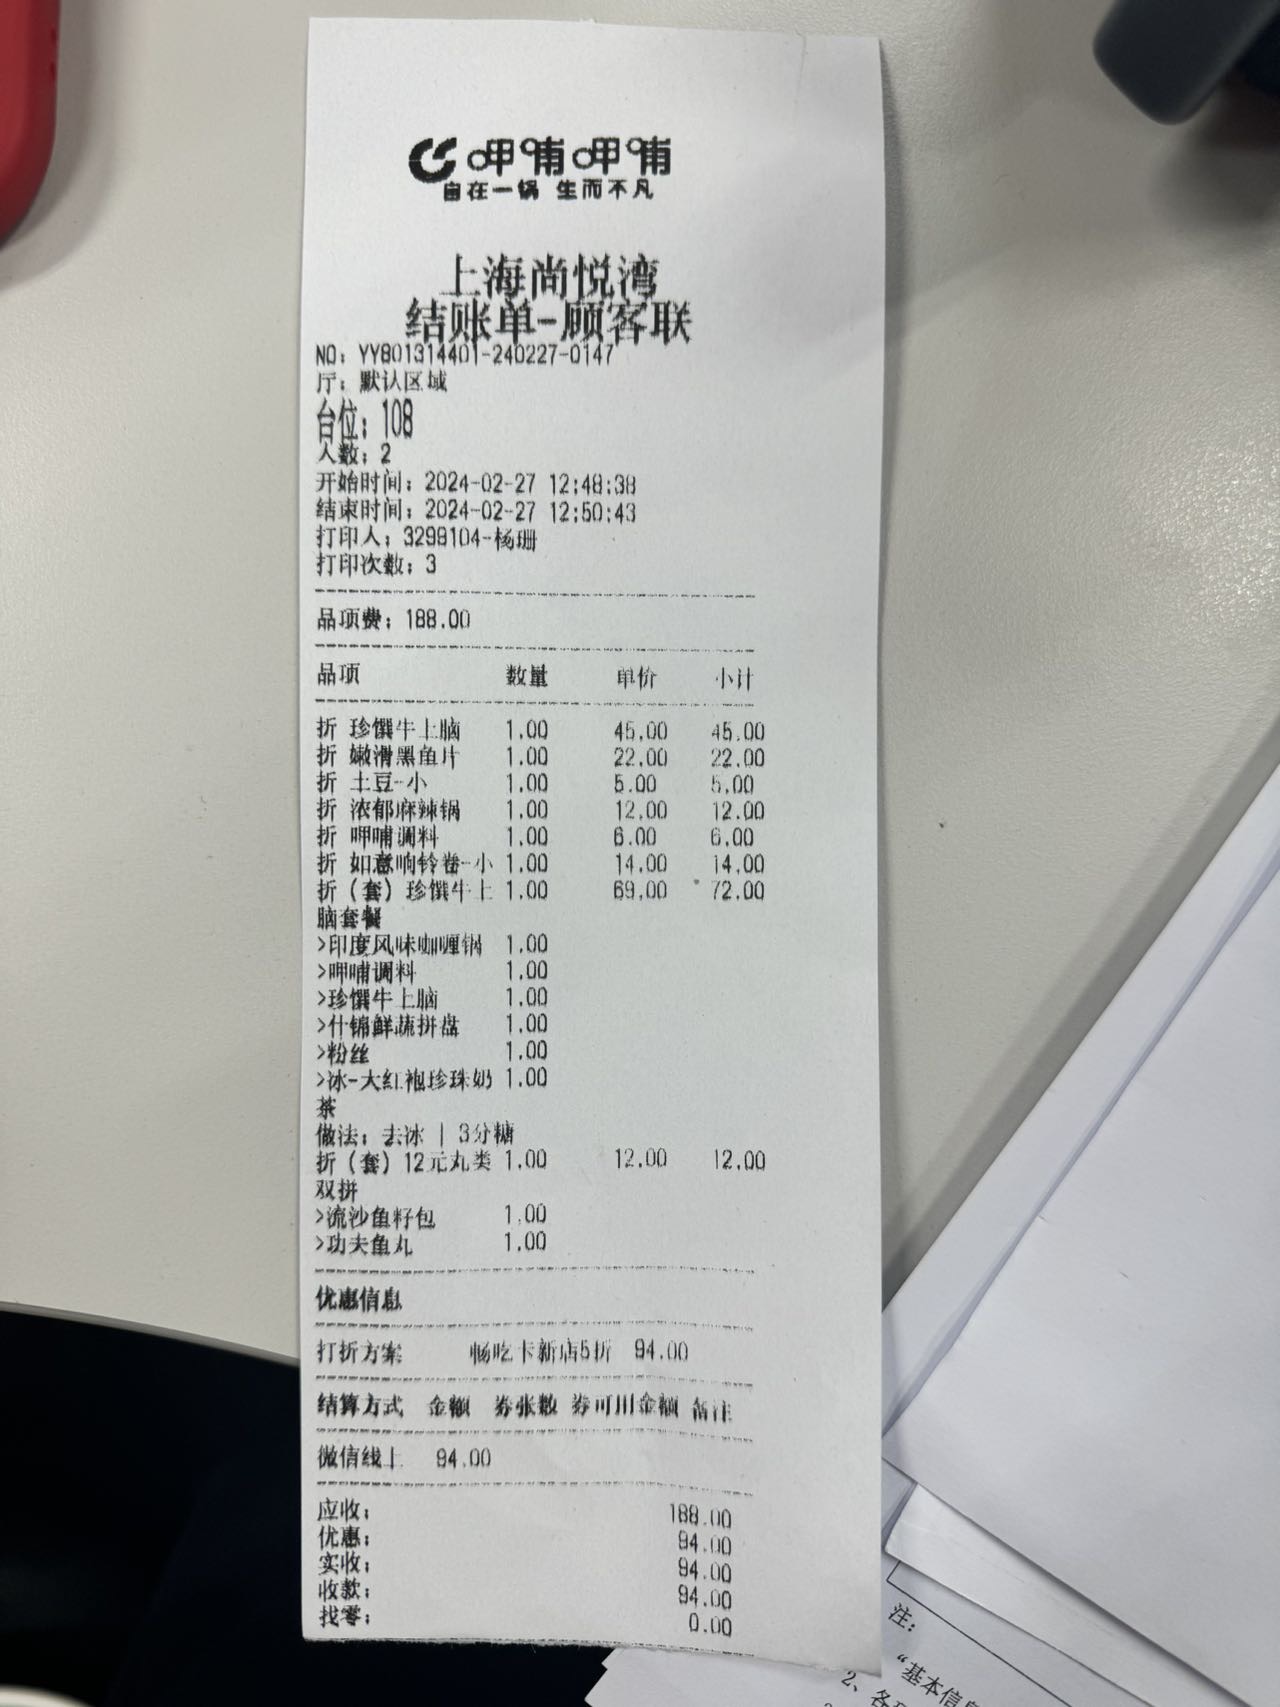 呷哺呷哺
自在一锅 生而不凡
上海尚悦湾
结账单-顾客联
NO: YY801314401-240227-0147
厅: 默认区域
台位: 108
人数: 2
开始时间: 2024-02-27 12:48:38
结束时间: 2024-02-27 12:50:43
打印人: 3298104-杨珊
打印次数: 3
品项费: 188.00
品项 数量 单价 小计
折 珍馔牛上脑 1.00 45.00 45.00
折 嫩滑黑鱼片 1.00 22.00 22.00
折 土豆-小 1.00 5.00 5.00
折 浓郁麻辣锅 1.00 12.00 12.00
折 呷哺调料 1.00 6.00 6.00
折 如意响铃卷-小 1.00 14.00 14.00
折(套)珍馔牛上 1.00 69.00 72.00
脑套餐
>印度风味咖喱锅 1.00
>呷哺调料 1.00
>珍馔牛上脑 1.00
>什锦鲜蔬拼盘 1.00
>粉丝 1.00
>冰-大红袍珍珠奶 1.00
茶
做法: 去冰 | 3分糖
折(套)12元丸类 1.00 12.00 12.00
双拼
>流沙鱼籽包 1.00
>功夫鱼丸 1.00
优惠信息
打折方案 畅吃卡新店5折 94.00
结算方式 金额 券张数 券可用金额 备注
微信线上 94.00
应收: 188.00
优惠: 94.00
实收: 94.00
收款: 94.00
找零: 0.00
注:
“基本信息
2、各